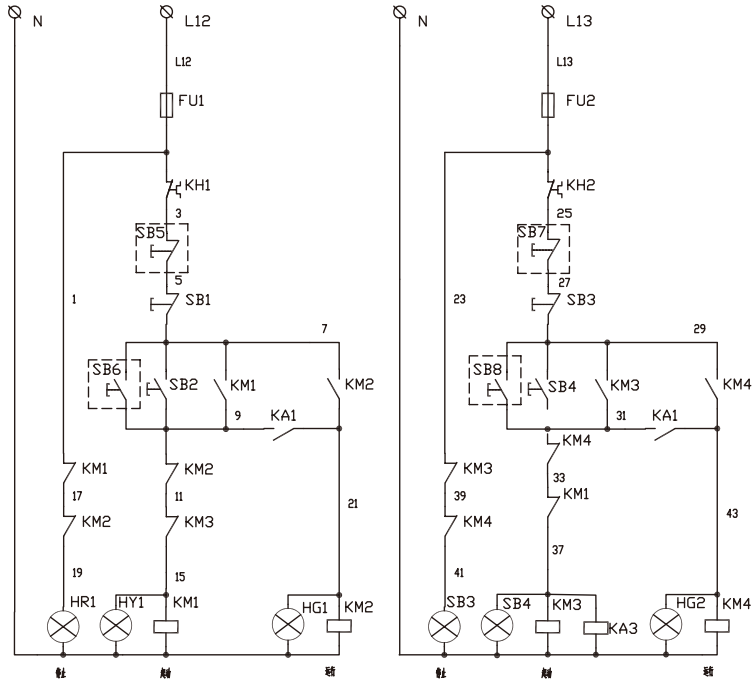 N
L12
L12
FU1
KH1
3
SB5
5
SB1
1
7
SB6
SB2
KM1
KM2
9
KA1
KM1
KM2
17
11
KM2
KM3
21
19
15
HR1
HY1
KM1
HG1
KM2
N
L13
L13
FU2
KH2
25
SB7
27
SB3
23
29
SB8
SB4
KM3
KM4
31
KA1
KM4
KM3
33
39
KM1
KM4
43
37
41
SB3
SB4
KM3
KA3
HG2
KM4